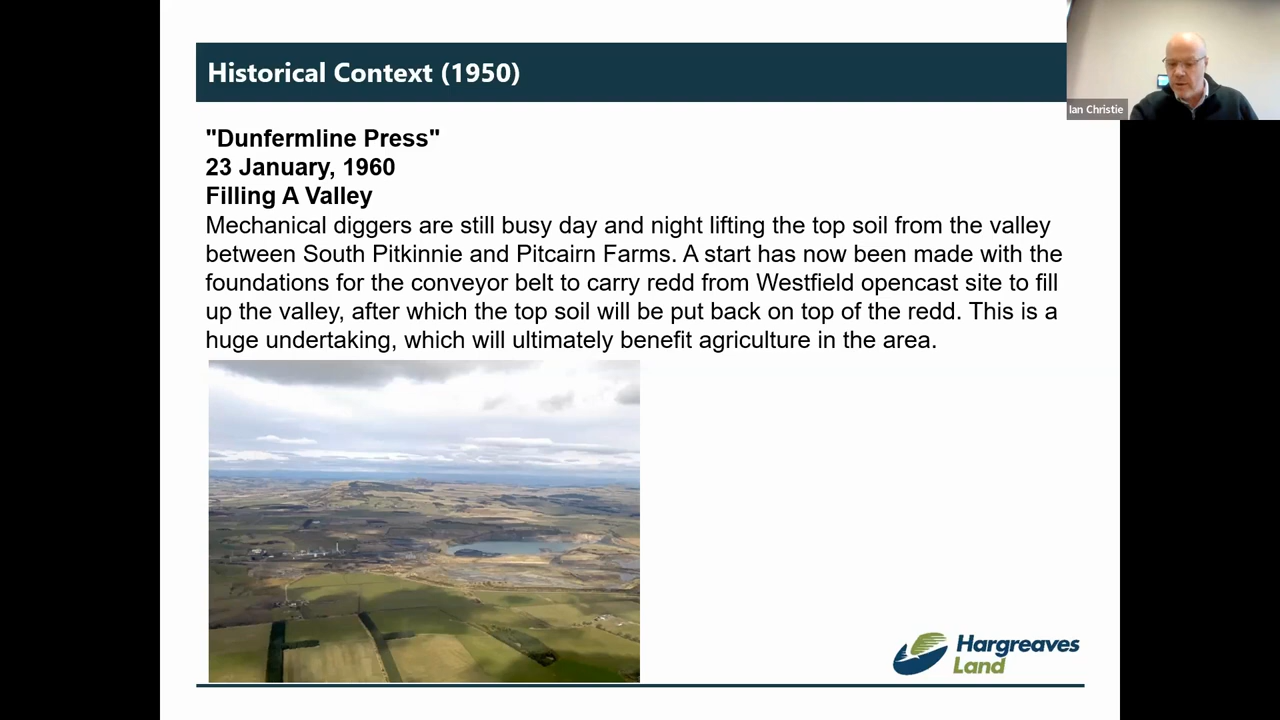 Historical Context (1950)
Ian Christie
"Dunfermline Press"
23 January, 1960
Filling A Valley
Mechanical diggers are still busy day and night lifting the top soil from the valley
between South Pitkinnie and Pitcairn Farms. A start has now been made with the
foundations for the conveyor belt to carry redd from Westfield opencast site to fill
up the valley, after which the top soil will be put back on top of the redd. This is a
huge undertaking, which will ultimately benefit agriculture in the area.
Hargreaves
Land